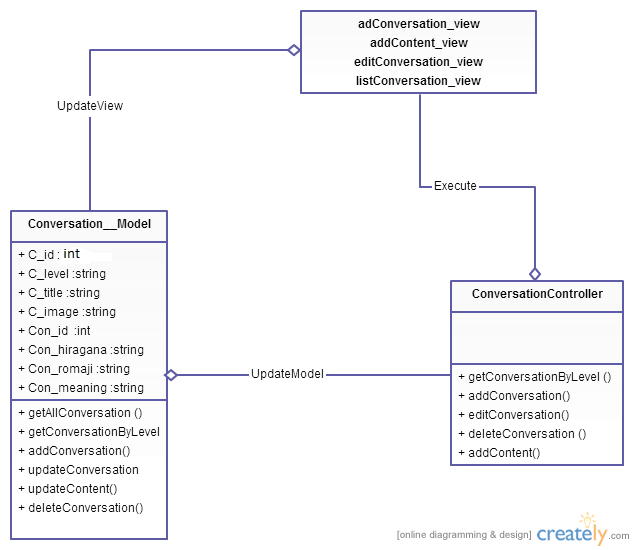 adConversation_view
addContent_view
editConversation_view
listConversation_view
UpdateView
Execute
Conversation__Model
+ C_id : int
+ C_level :string
+ C_title :string
+ C_image :string
+ Con_id :int
+ Con_hiragana :string
+ Con_romaji :string
+ Con_meaning :string
+ getAllConversation ()
+ getConversationByLevel
+ addConversation()
+ updateConversation
+ updateContent()
+ deleteConversation()
UpdateModel
ConversationController
+ getConversationByLevel ()
+ addConversation()
+ editConversation()
+ deleteConversation ()
+ addContent()
[online diagramming & design] creately.com